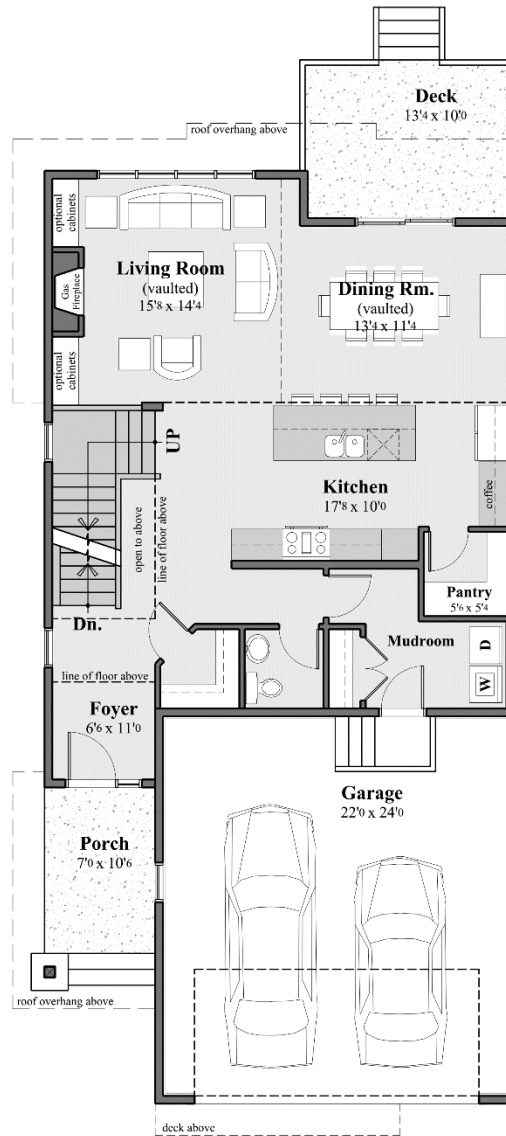 Deck
13'4 x 10'0
roof overhang above
optional
cabinets
Living Room
(vaulted)
15'8 x 14'4
Gas
Fireplace
Dining Rm.
(vaulted)
13'4 x 11'4
optional
cabinets
UP
Kitchen
17'8 x 10'0
coffee
open to above
line of floor above
Pantry
5'6 x 5'4
Dn.
Mudroom
D
W
line of floor above
Foyer
6'6 x 11'0
Garage
22'0 x 24'0
Porch
7'0 x 10'6
roof overhang above
deck above